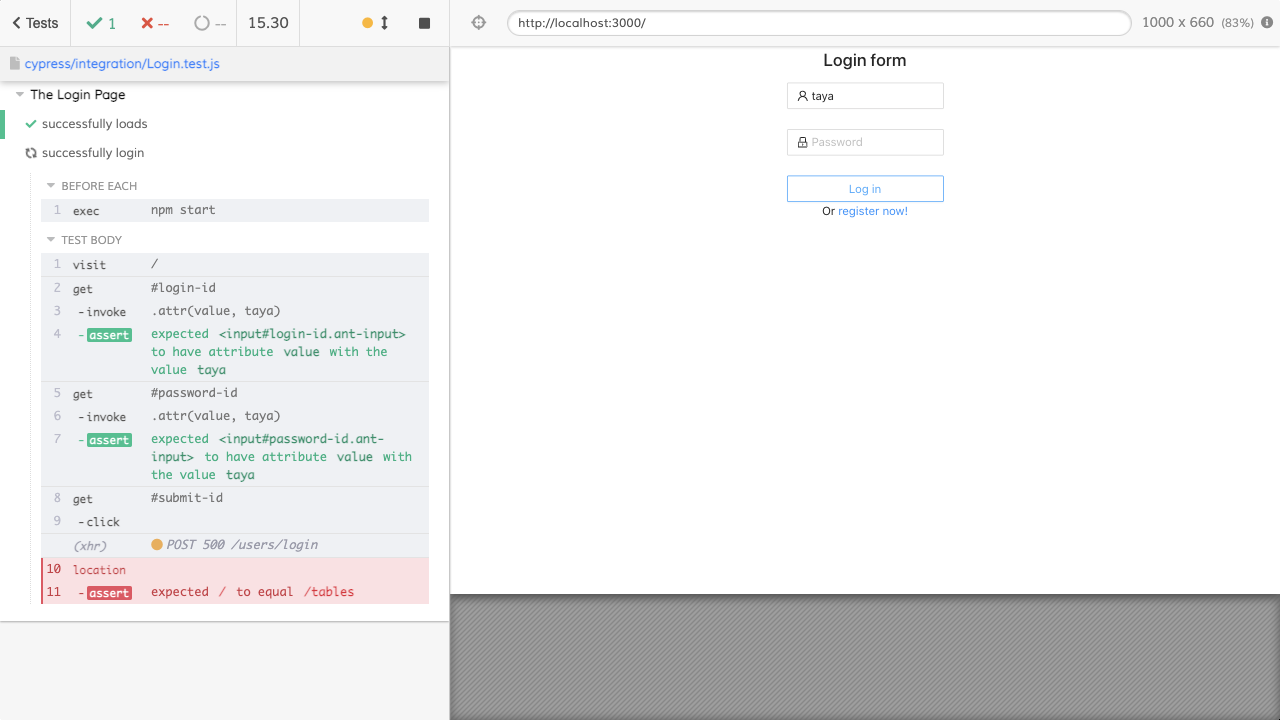 Tests
1
--
--
15.30
http://localhost:3000/
1000 x 660 (83%)
cypress/integration/Login.test.js
The Login Page
successfully loads
successfully login
BEFORE EACH
1 exec npm start
TEST BODY
1 visit /
2 get #login-id
3 -invoke .attr(value, taya)
4 -assert expected <input#login-id.ant-input>
to have attribute value with the
value taya
5 get #password-id
6 -invoke .attr(value, taya)
7 -assert expected <input#password-id.ant-
input> to have attribute value with
the value taya
8 get #submit-id
9 -click
(xhr) POST 500 /users/login
10 location
11 -assert expected / to equal /tables
Login form
taya
Password
Log in
Or register now!